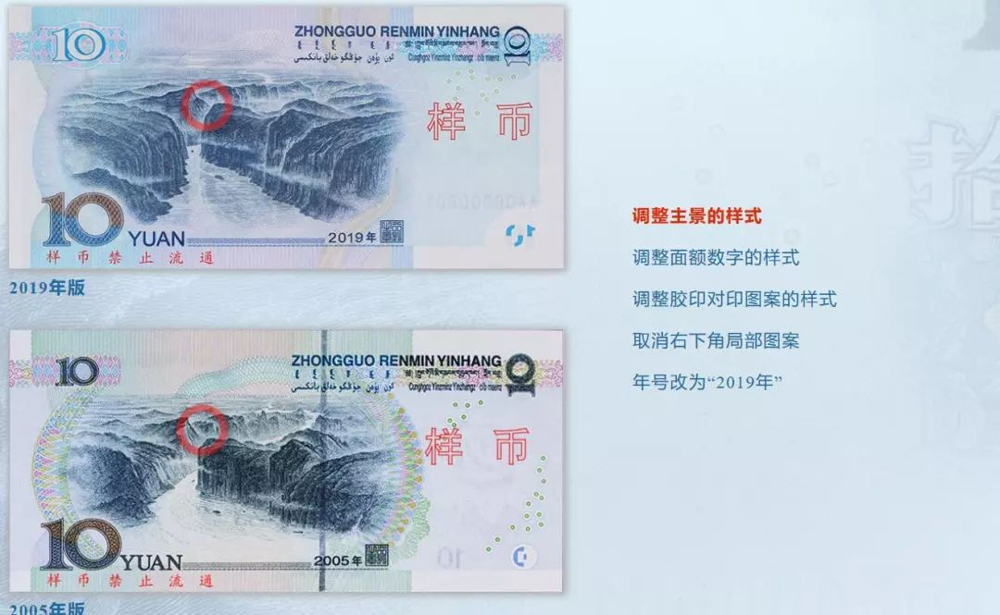 10
ZHONGGUO RENMIN YINHANG
10
Cunghgoz Yinzminz Yinzhangz
样 币
10 YUAN
2019年
样 币 禁 止 流 通
2019年版
10
ZHONGGUO RENMIN YINHANG
10
Cunghgoz Yinzminz Yinzhangz
样 币
10
10 YUAN
2005年
样 币 禁 止 流 通
2005年版
调整主景的样式
调整面额数字的样式
调整胶印对印图案的样式
取消右下角局部图案
年号改为“2019年”
拾